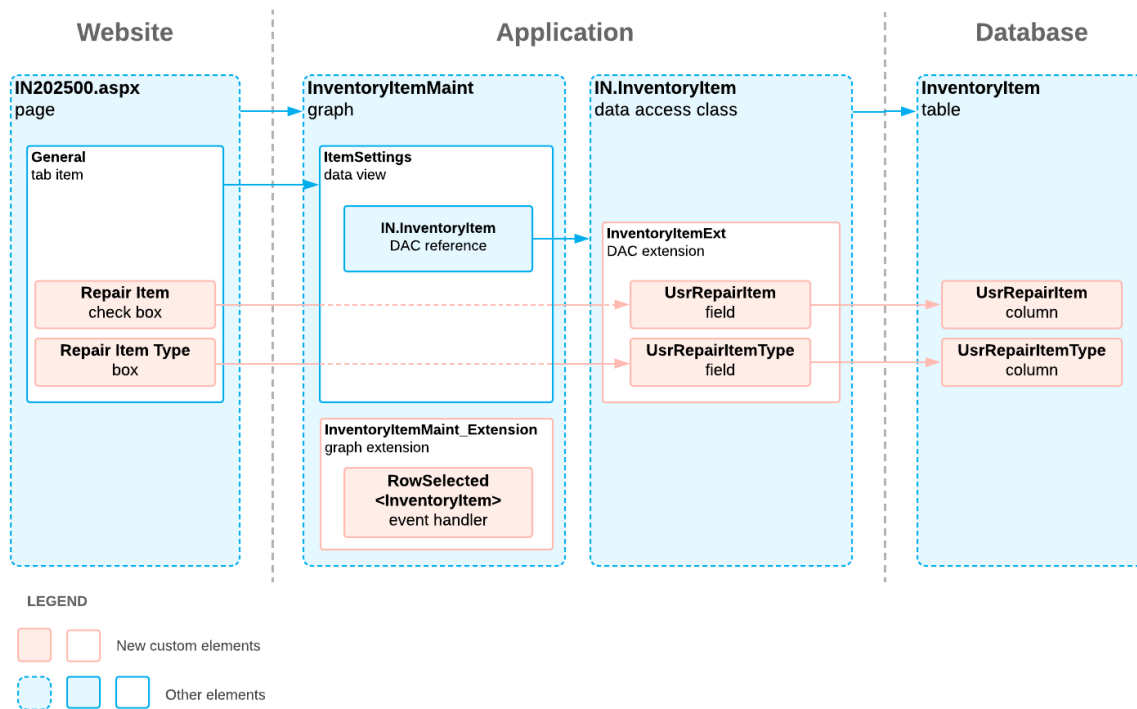 Website
Application
Database
IN202500.aspx
page
General
tab item
Repair Item
check box
Repair Item Type
box
InventoryItemMaint
graph
ItemSettings
data view
IN.InventoryItem
DAC reference
InventoryItemMaint_Extension
graph extension
RowSelected
<InventoryItem>
event handler
IN.InventoryItem
data access class
InventoryItemExt
DAC extension
UsrRepairItem
field
UsrRepairItemType
field
InventoryItem
table
UsrRepairItem
column
UsrRepairItemType
column
LEGEND
New custom elements
Other elements